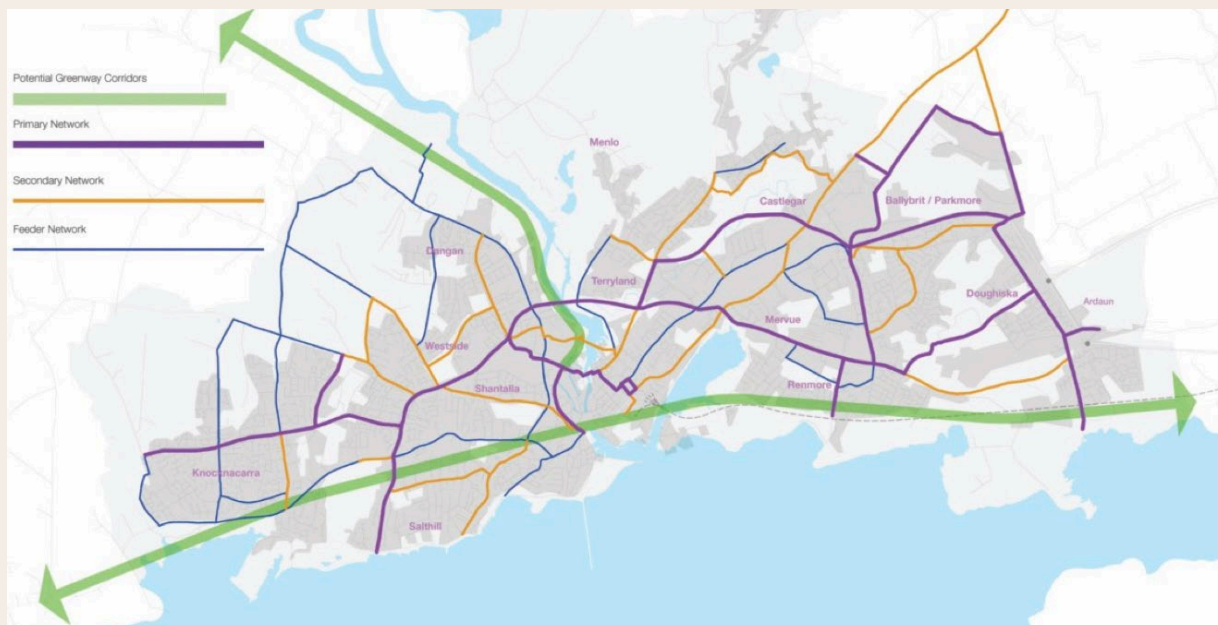 Potential Greenway Corridors
Primary Network
Secondary Network
Feeder Network
Menlo
Castlegar
Ballybrit / Parkmore
Dangan
Terryland
Doughiska
Ardaun
Mervue
Westside
Shantalla
Renmore
Knocknacarra
Salthill